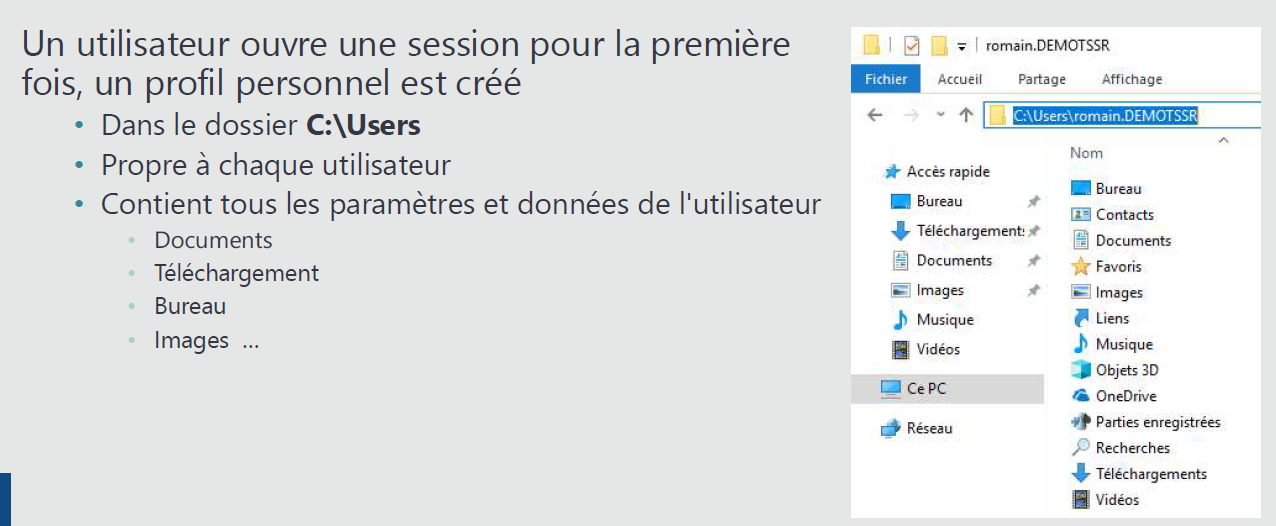 Un utilisateur ouvre une session pour la première
fois, un profil personnel est créé
• Dans le dossier C:\Users
• Propre à chaque utilisateur
• Contient tous les paramètres et données de l'utilisateur
• Documents
• Téléchargement
• Bureau
• Images ...
romain.DEMOTSSR
Fichier Accueil Partage Affichage
C:\Users\romain.DEMOTSSR
Accès rapide
Bureau
Téléchargement:
Documents
Images
Musique
Vidéos
Ce PC
Réseau
Nom
Bureau
Contacts
Documents
Favoris
Images
Liens
Musique
Objets 3D
OneDrive
Parties enregistrées
Recherches
Téléchargements
Vidéos